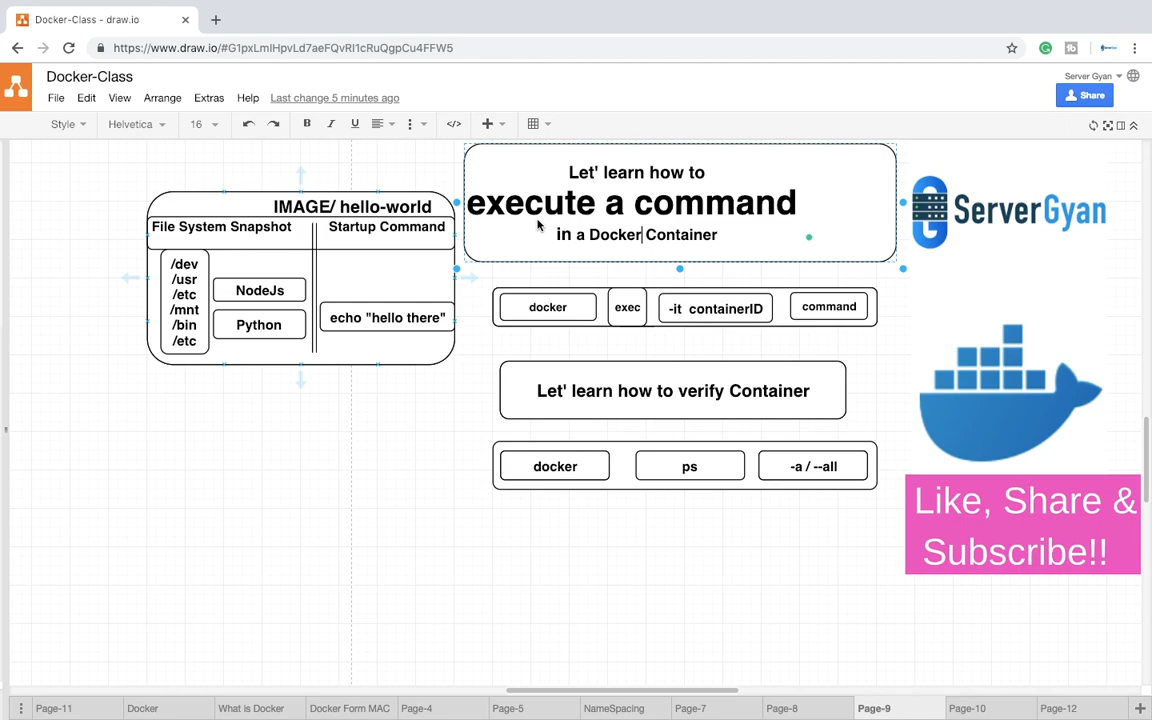 Docker-Class - draw.io
https://www.draw.io/#G1pxLmIHpvLd7aeFQvRI1cRuQgpCu4FFW5
Docker-Class
Server Gyan
File Edit View Arrange Extras Help Last change 5 minutes ago
Share
Style Helvetica 16 B I U
IMAGE/ hello-world
File System Snapshot
Startup Command
/dev
/usr
/etc
/mnt
/bin
/etc
NodeJs
Python
echo "hello there"
Let' learn how to
execute a command
in a Docker Container
docker exec -it containerID command
Let' learn how to verify Container
docker ps -a / --all
ServerGyan
Like, Share &
Subscribe!!
Page-11 Docker What is Docker Docker Form MAC Page-4 Page-5 NameSpacing Page-7 Page-8 Page-9 Page-10 Page-12